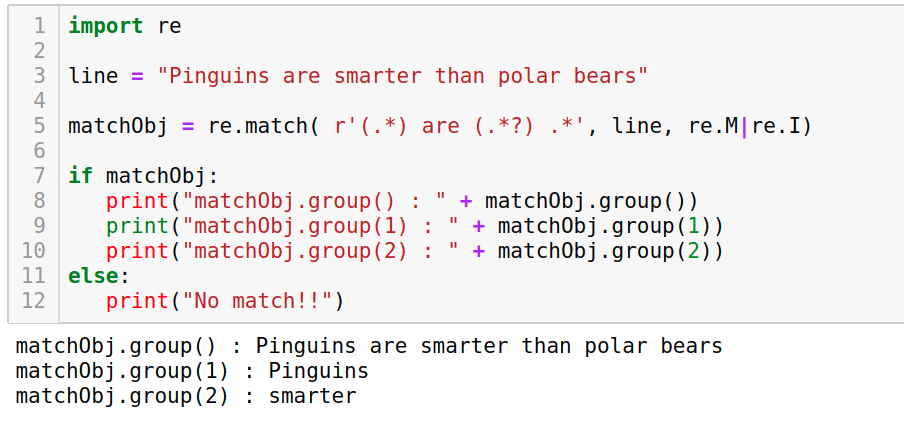 1 import re
2
3 line = "Pinguins are smarter than polar bears"
4
5 matchObj = re.match( r'(.*) are (.*?) .*', line, re.M|re.I)
6
7 if matchObj:
8    print("matchObj.group() : " + matchObj.group())
9    print("matchObj.group(1) : " + matchObj.group(1))
10    print("matchObj.group(2) : " + matchObj.group(2))
11 else:
12    print("No match!!")
matchObj.group() : Pinguins are smarter than polar bears
matchObj.group(1) : Pinguins
matchObj.group(2) : smarter